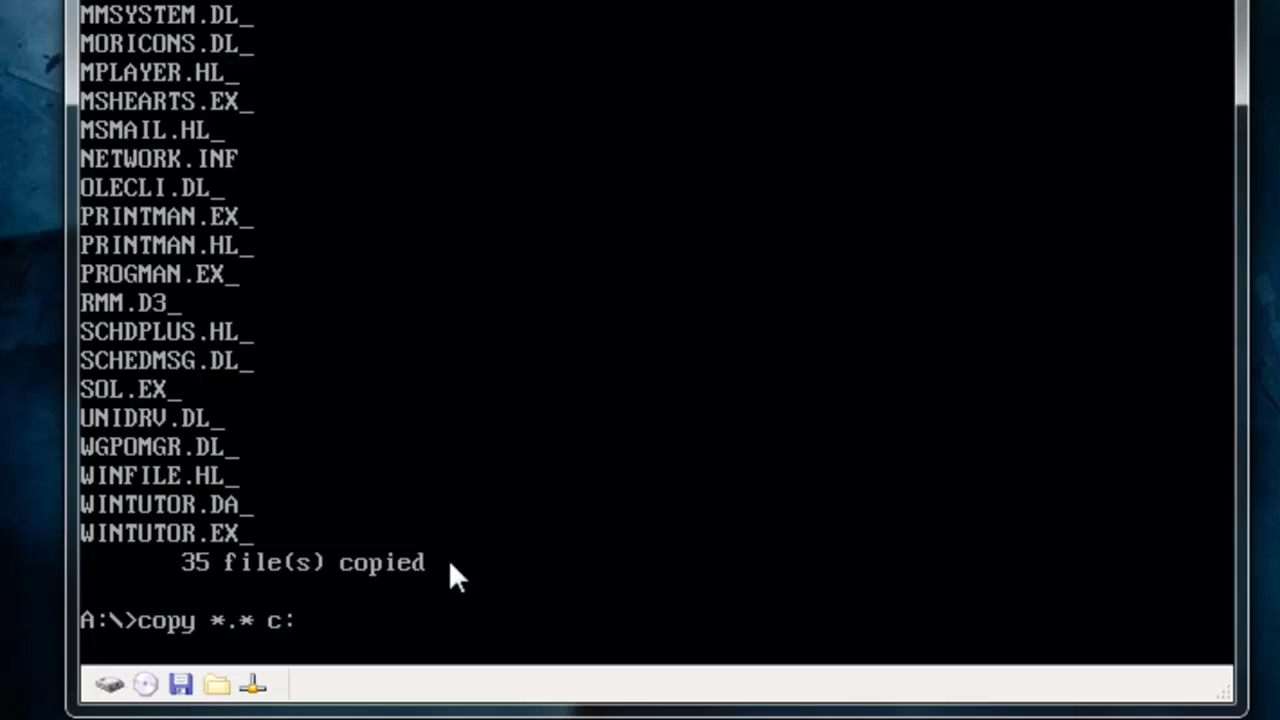 MMSYSTEM.DL_
MORICONS.DL_
MPLAYER.HL_
MSHEARTS.EX_
MSMAIL.HL_
NETWORK.INF
OLECLI.DL_
PRINTMAN.EX_
PRINTMAN.HL_
PROGMAN.EX_
RMM.D3_
SCHDPLUS.HL_
SCHEDMSG.DL_
SOL.EX_
UNIDRV.DL_
WGPOMGR.DL_
WINFILE.HL_
WINTUTOR.DA_
WINTUTOR.EX_
35 file(s) copied
A:\>copy *.* c: